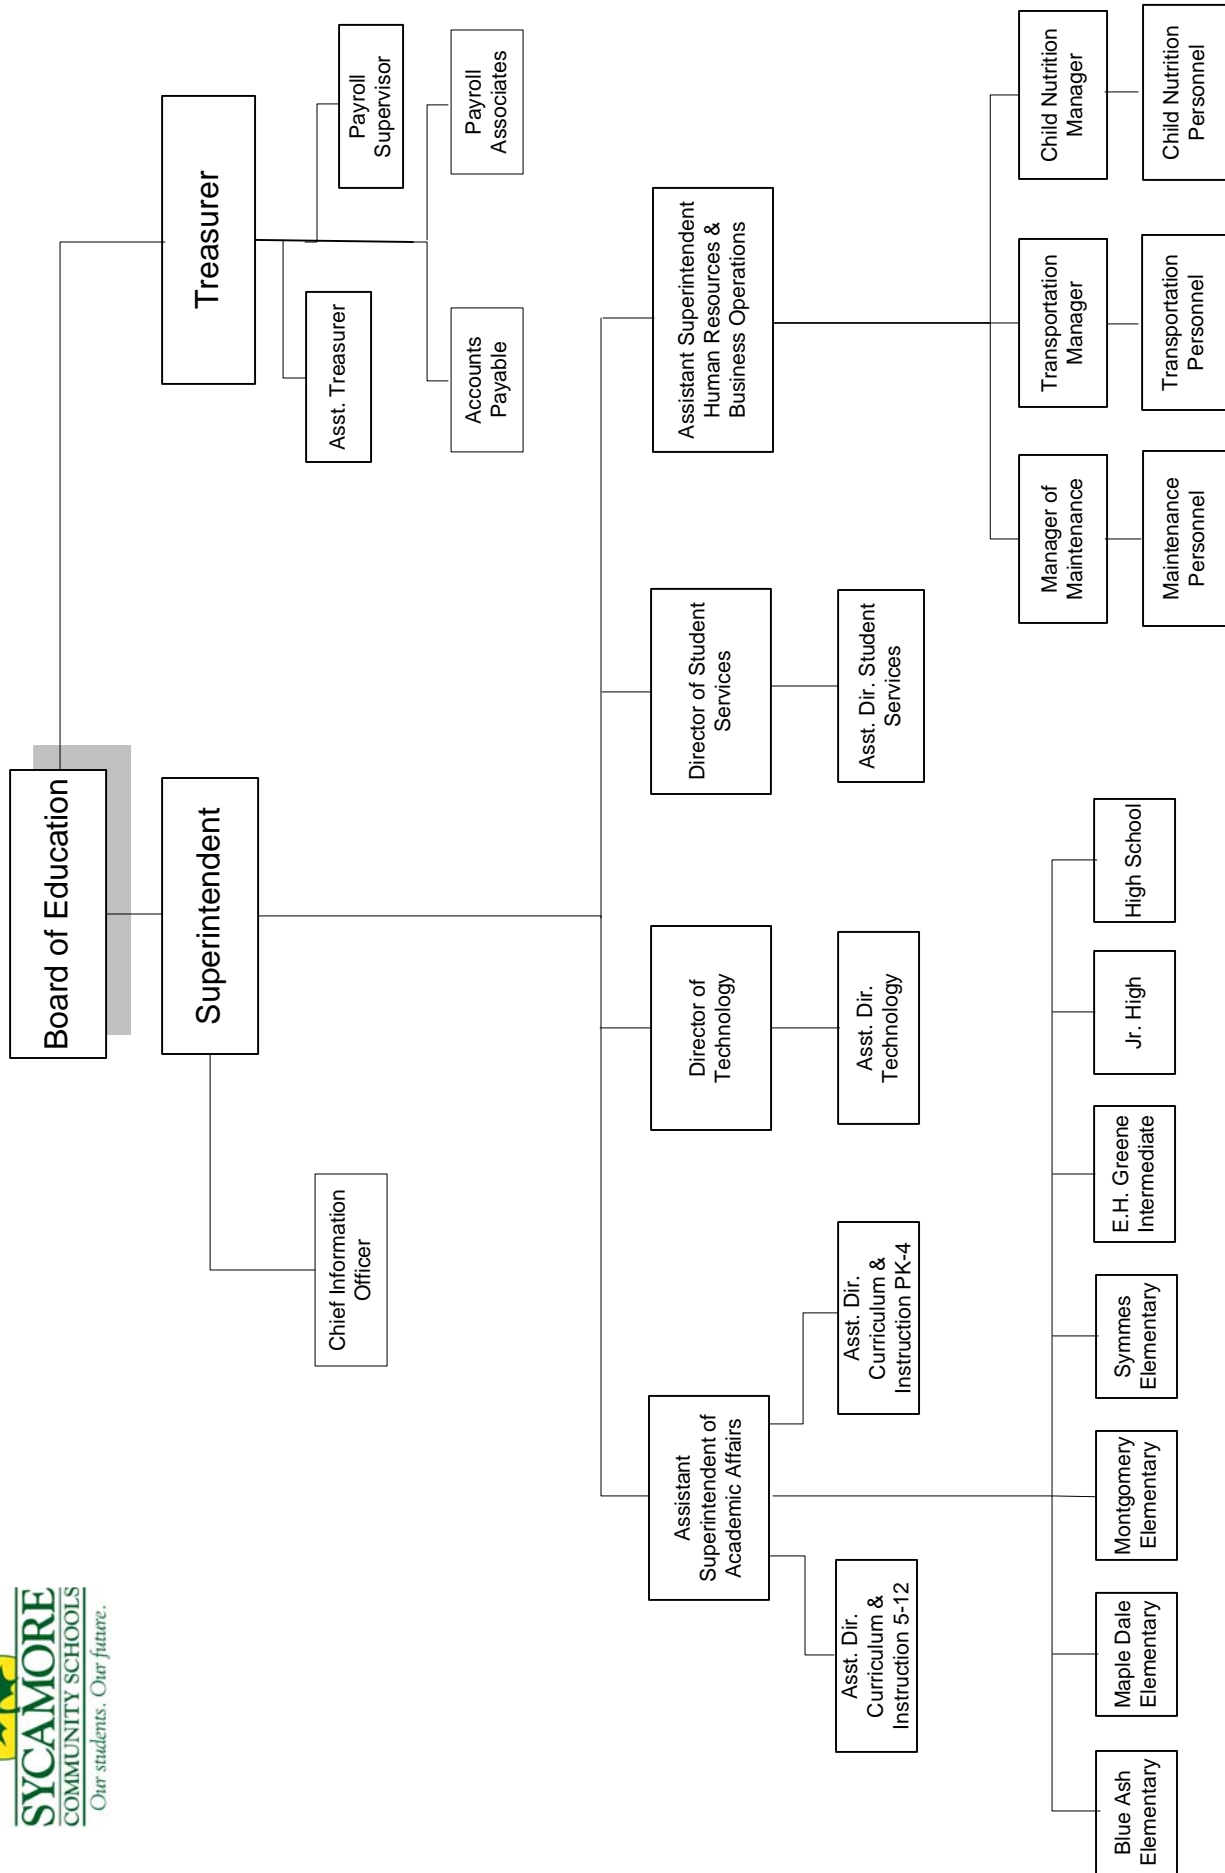 SYCAMORE
COMMUNITY SCHOOLS
Our students. Our future.
Board of Education
Superintendent
Treasurer
Chief Information
Officer
Asst. Treasurer
Payroll
Supervisor
Accounts
Payable
Payroll
Associates
Assistant
Superintendent of
Academic Affairs
Director of
Technology
Director of Student
Services
Assistant Superintendent
Human Resources &
Business Operations
Asst. Dir.
Curriculum &
Instruction 5-12
Asst. Dir.
Curriculum &
Instruction PK-4
Asst. Dir.
Technology
Asst. Dir. Student
Services
Manager of
Maintenance
Transportation
Manager
Child Nutrition
Manager
Maintenance
Personnel
Transportation
Personnel
Child Nutrition
Personnel
Blue Ash
Elementary
Maple Dale
Elementary
Montgomery
Elementary
Symmes
Elementary
E.H. Greene
Intermediate
Jr. High
High School